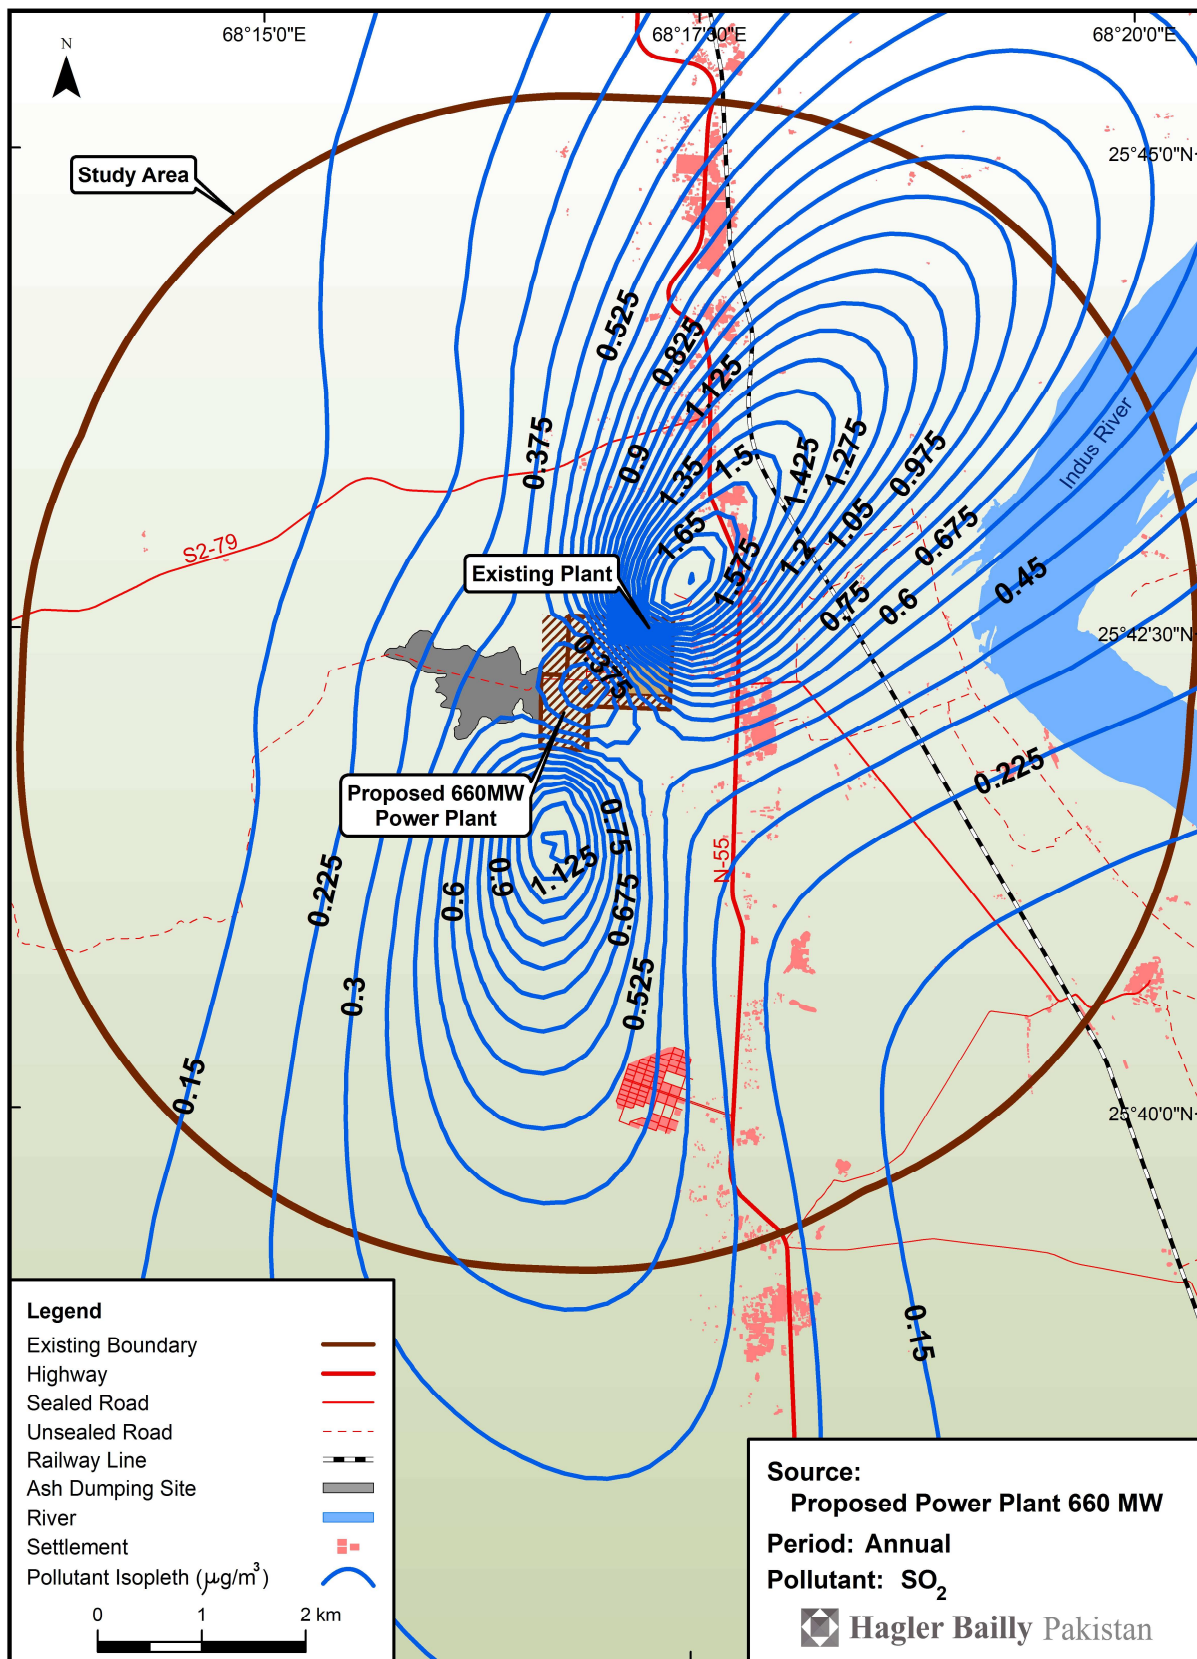 68°15'0"E
68°17'30"E
68°20'0"E
N
25°45'0"N
Study Area
0.525
0.825
1.125
0.375
0.9
1.35
1.5
1.425
1.275
0.975
Indus River
S2-79
1.65
1.575
1.2
1.05
0.675
0.45
Existing Plant
0.75
0.6
25°42'30"N
0.375
0.225
Proposed 660MW
Power Plant
0.75
N-55
1.125
0.9
0.6
0.225
0.675
0.525
0.3
0.15
25°40'0"N
0.15
Legend
Existing Boundary
Highway
Sealed Road
Unsealed Road
Railway Line
Ash Dumping Site
River
Settlement
Pollutant Isopleth (µg/m³)
0 1 2 km
Source:
Proposed Power Plant 660 MW
Period: Annual
Pollutant: SO₂
Hagler Bailly Pakistan